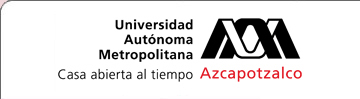 Universidad
Autónoma
Metropolitana
Casa abierta al tiempo Azcapotzalco